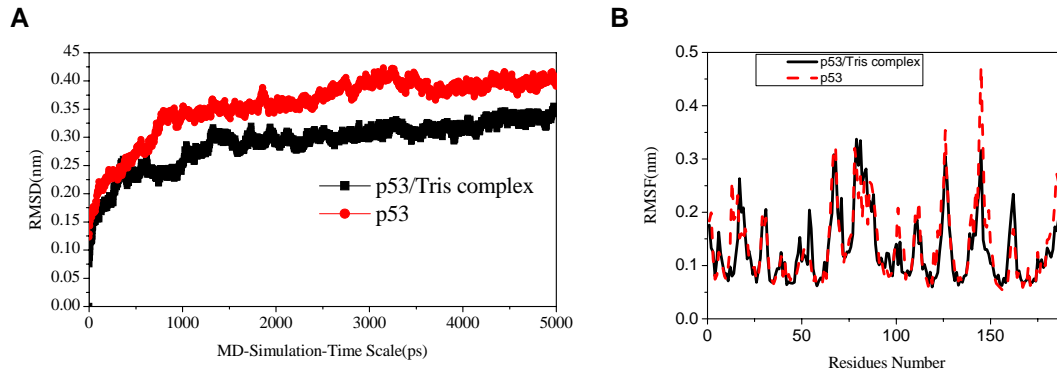 A
45
0.40
0.35
0.30
0.25
0.20
0.15
0.10
0.05
0.00
RMSD(nm)
p53/Tris complex
p53
0
1000
2000
3000
4000
5000
MD-Simulation-Time Scale(ps)
B
0.5
0.4
0.3
0.2
0.1
0.0
RMSF(nm)
p53/Tris complex
p53
0
50
100
150
Residues Number